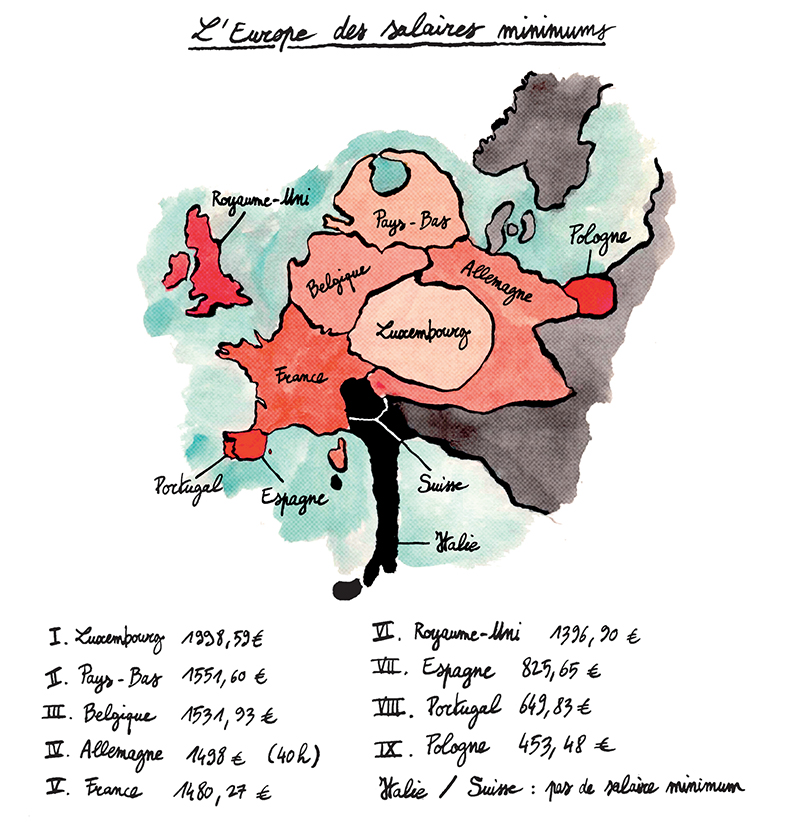 L'Europe des salaires minimums
Royaume-Uni
Pays-Bas
Pologne
Belgique
Allemagne
Luxembourg
France
Portugal
Espagne
Suisse
Italie
I. Luxembourg 1998,59 €
II. Pays-Bas 1551,60 €
III. Belgique 1531,93 €
IV. Allemagne 1498 € (40h)
V. France 1480,27 €
VI. Royaume-Uni 1396,90 €
VII. Espagne 825,65 €
VIII. Portugal 649,83 €
IX. Pologne 453,48 €
Italie / Suisse : pas de salaire minimum